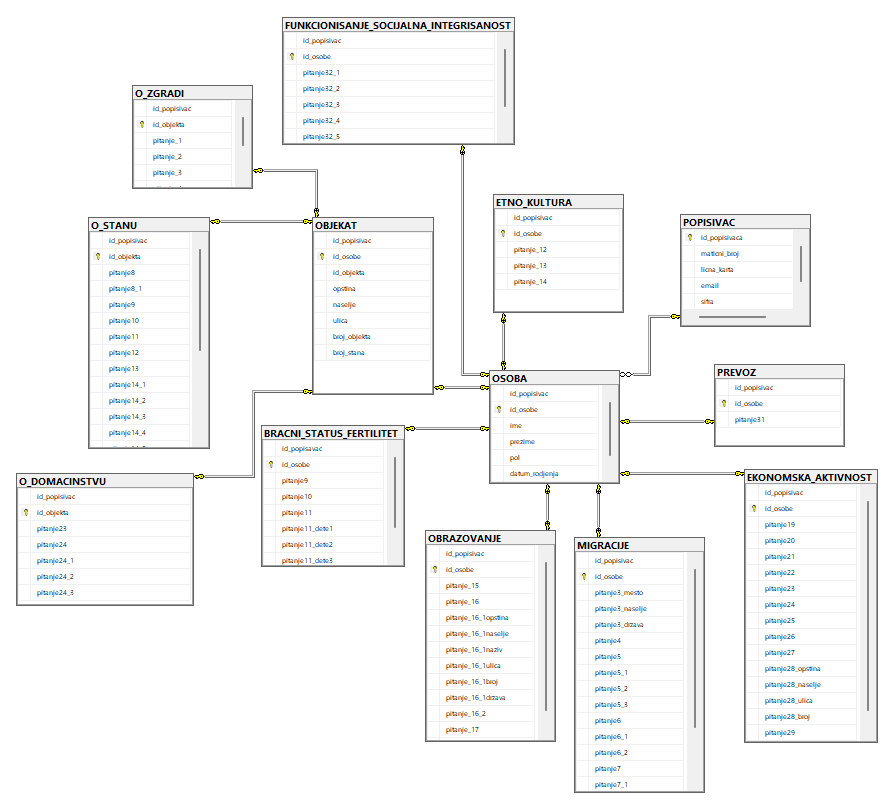 FUNKCIONISANJE_SOCIJALNA_INTEGRISANOST
id_popisivac
id_osobe
pitanje32_1
pitanje32_2
pitanje32_3
pitanje32_4
pitanje32_5
O_ZGRADI
id_popisivac
id_objekta
pitanje_1
pitanje_2
pitanje_3
O_STANU
id_popisivac
id_objekta
pitanje8
pitanje8_1
pitanje9
pitanje10
pitanje11
pitanje12
pitanje13
pitanje14_1
pitanje14_2
pitanje14_3
pitanje14_4
OBJEKAT
id_popisivac
id_osobe
id_objekta
opstina
naselje
ulica
broj_objekta
broj_stana
ETNO_KULTURA
id_popisivac
id_osobe
pitanje_12
pitanje_13
pitanje_14
POPISIVAC
id_popisivaca
maticni_broj
licna_karta
email
sifra
OSOBA
id_popisivac
id_osobe
ime
prezime
pol
datum_rodjenja
PREVOZ
id_popisivac
id_osobe
pitanje31
BRACNI_STATUS_FERTILITET
id_popisavac
id_osobe
pitanje9
pitanje10
pitanje11
pitanje11_dete1
pitanje11_dete2
pitanje11_dete3
O_DOMACINSTVU
id_popisivac
id_objekta
pitanje23
pitanje24
pitanje24_1
pitanje24_2
pitanje24_3
OBRAZOVANJE
id_popisivac
id_osobe
pitanje_15
pitanje_16
pitanje_16_1opstina
pitanje_16_1naselje
pitanje_16_1naziv
pitanje_16_1ulica
pitanje_16_1broj
pitanje_16_1drzava
pitanje_16_2
pitanje_17
MIGRACIJE
id_popisivac
id_osobe
pitanje3_mesto
pitanje3_naselje
pitanje3_drzava
pitanje4
pitanje5
pitanje5_1
pitanje5_2
pitanje5_3
pitanje6
pitanje6_1
pitanje6_2
pitanje7
pitanje7_1
EKONOMSKA_AKTIVNOST
id_popisivac
id_osobe
pitanje19
pitanje20
pitanje21
pitanje22
pitanje23
pitanje24
pitanje25
pitanje26
pitanje27
pitanje28_opstina
pitanje28_naselje
pitanje28_ulica
pitanje28_broj
pitanje29